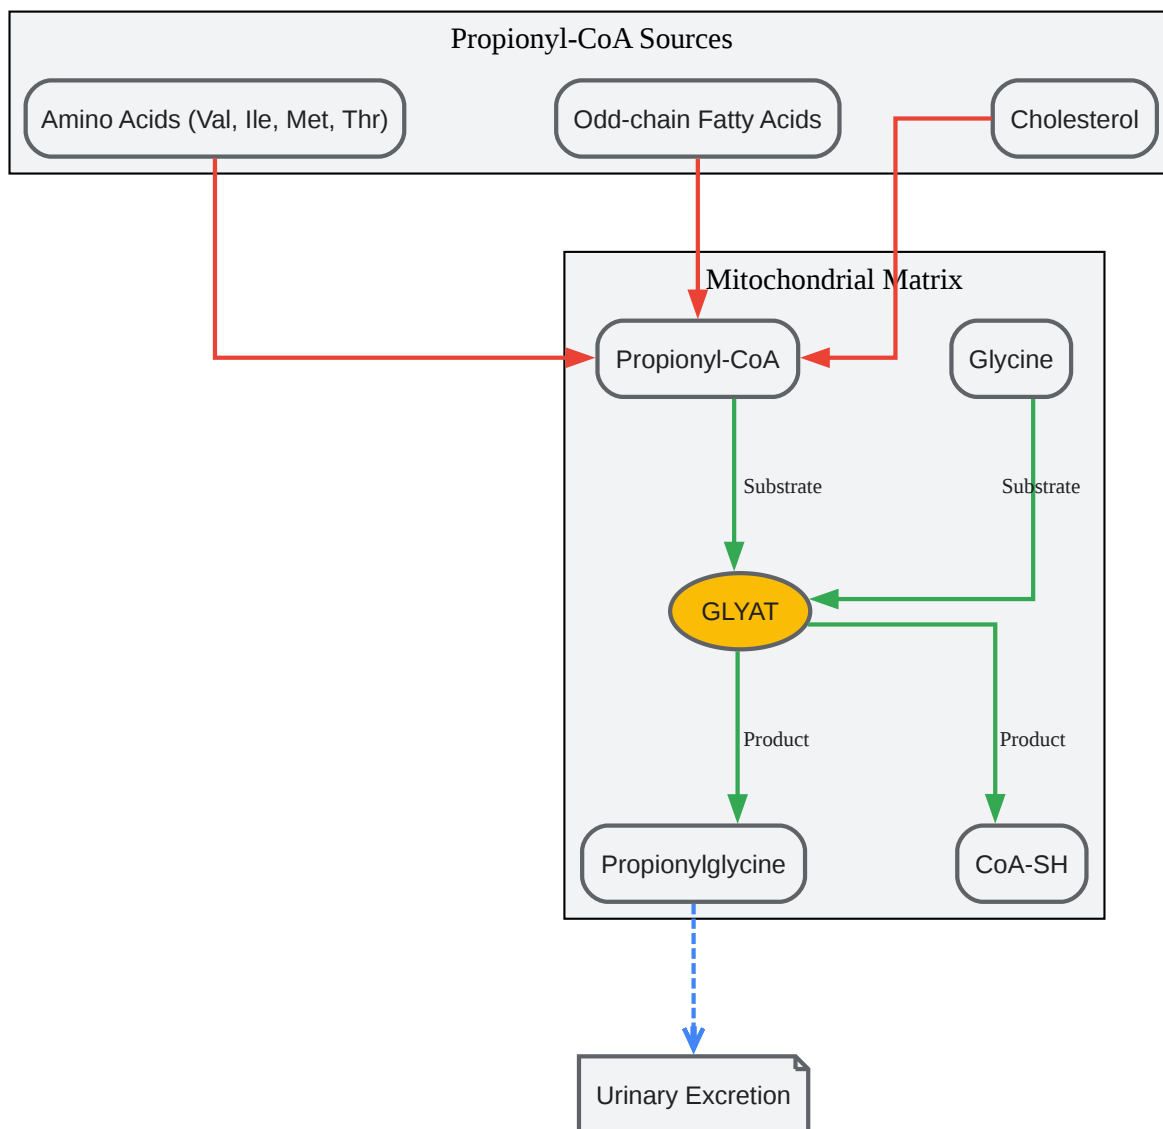 Propionyl-CoA Sources
Amino Acids (Val, Ile, Met, Thr)
Odd-chain Fatty Acids
Cholesterol
Mitochondrial Matrix
Propionyl-CoA
Glycine
Substrate
Substrate
GLYAT
Product
Product
Propionylglycine
CoA-SH
Urinary Excretion